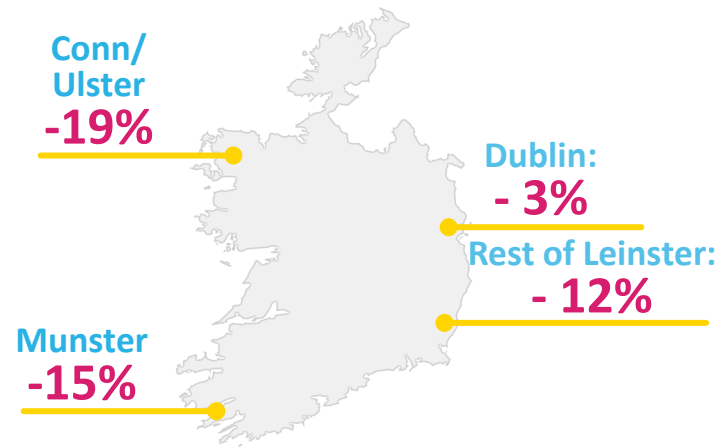 Conn/
Ulster
-19%
Dublin:
- 3%
Rest of Leinster:
- 12%
Munster
-15%